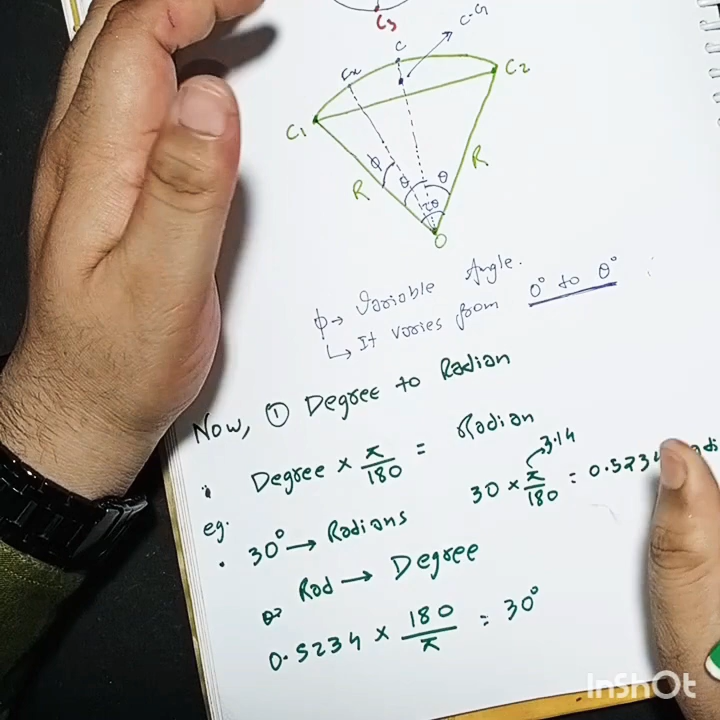 C3
C.G
C
Cx
C2
C1
ϕ
R
θ
θ
R
2θ
O
ϕ → Variable Angle.
↳ It varies from 0° to θ°
Now, ① Degree to Radian
Degree × π/180 = Radian
3.14
eg. 30 × π/180 = 0.5234
• 30° → Radians
Rad → Degree
0.5234 × 180/π = 30°
InShOt